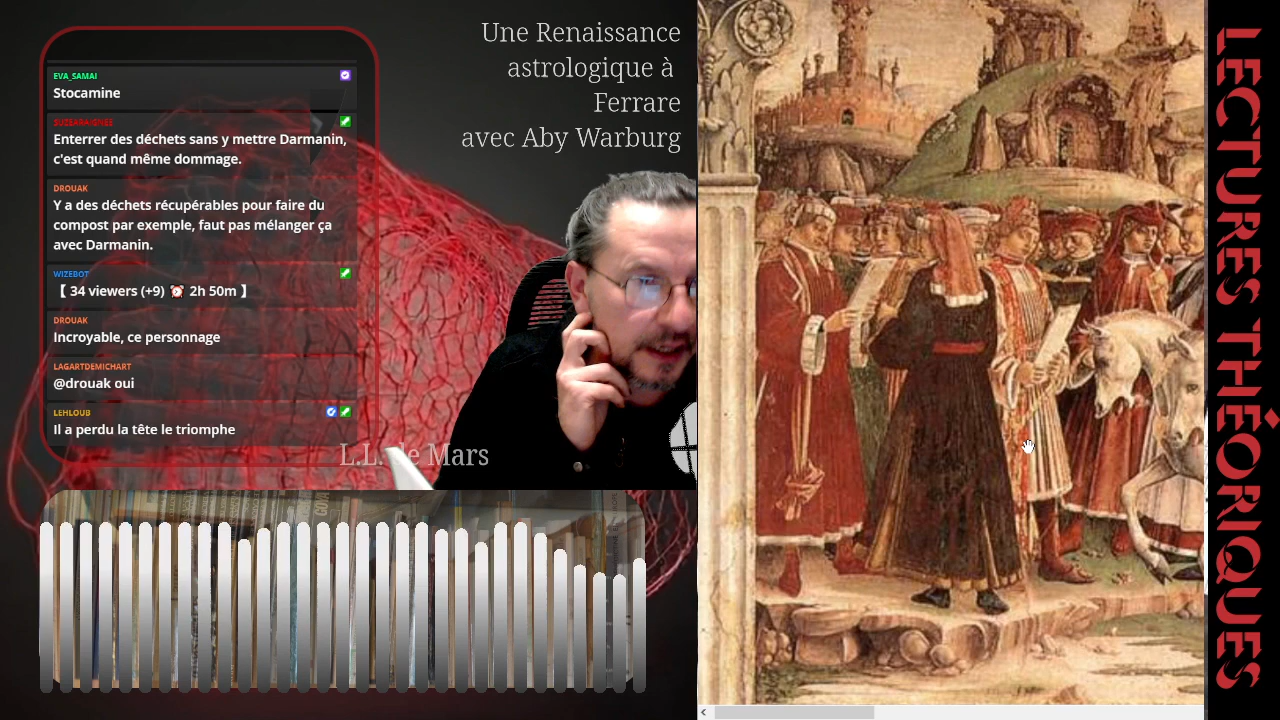 EVA_SAMAI
Stocamine
SUZEARAIGNEE
Enterrer des déchets sans y mettre Darmanin,
c'est quand même dommage.
DROUAK
Y a des déchets récupérables pour faire du
compost par exemple, faut pas mélanger ça
avec Darmanin.
WIZEBOT
【 34 viewers (+9) ⏰ 2h 50m 】
DROUAK
Incroyable, ce personnage
LAGARTDEMICHART
@drouak oui
LEHLOUB
Il a perdu la tête le triomphe
Une Renaissance
astrologique à
Ferrare
avec Aby Warburg
L.L. de Mars
GOYA
LECTURES THÉORIQUES